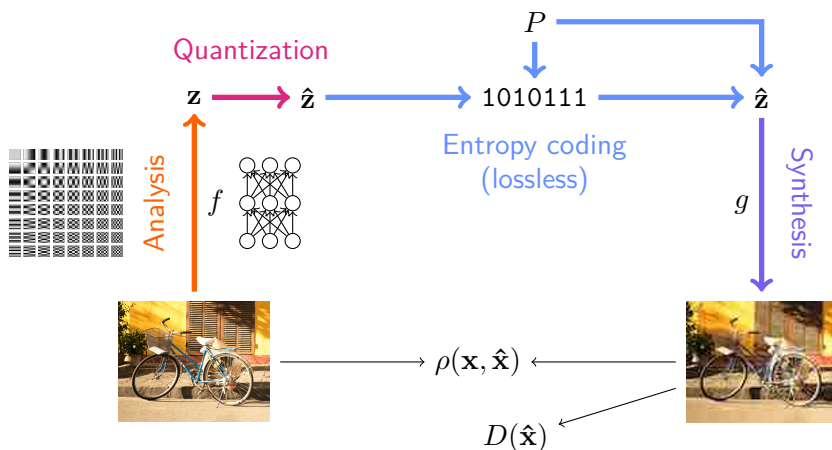 P
Quantization
z ẑ 1010111 ẑ
Entropy coding
(lossless)
Analysis
f
g
Synthesis
ρ(x, x̂)
D(x̂)